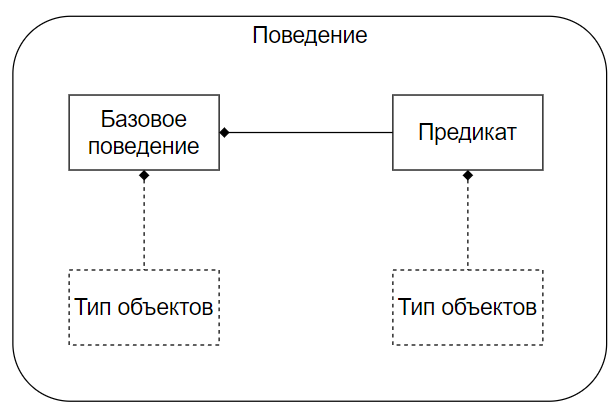 Поведение
Базовое
поведение
Предикат
Тип объектов
Тип объектов